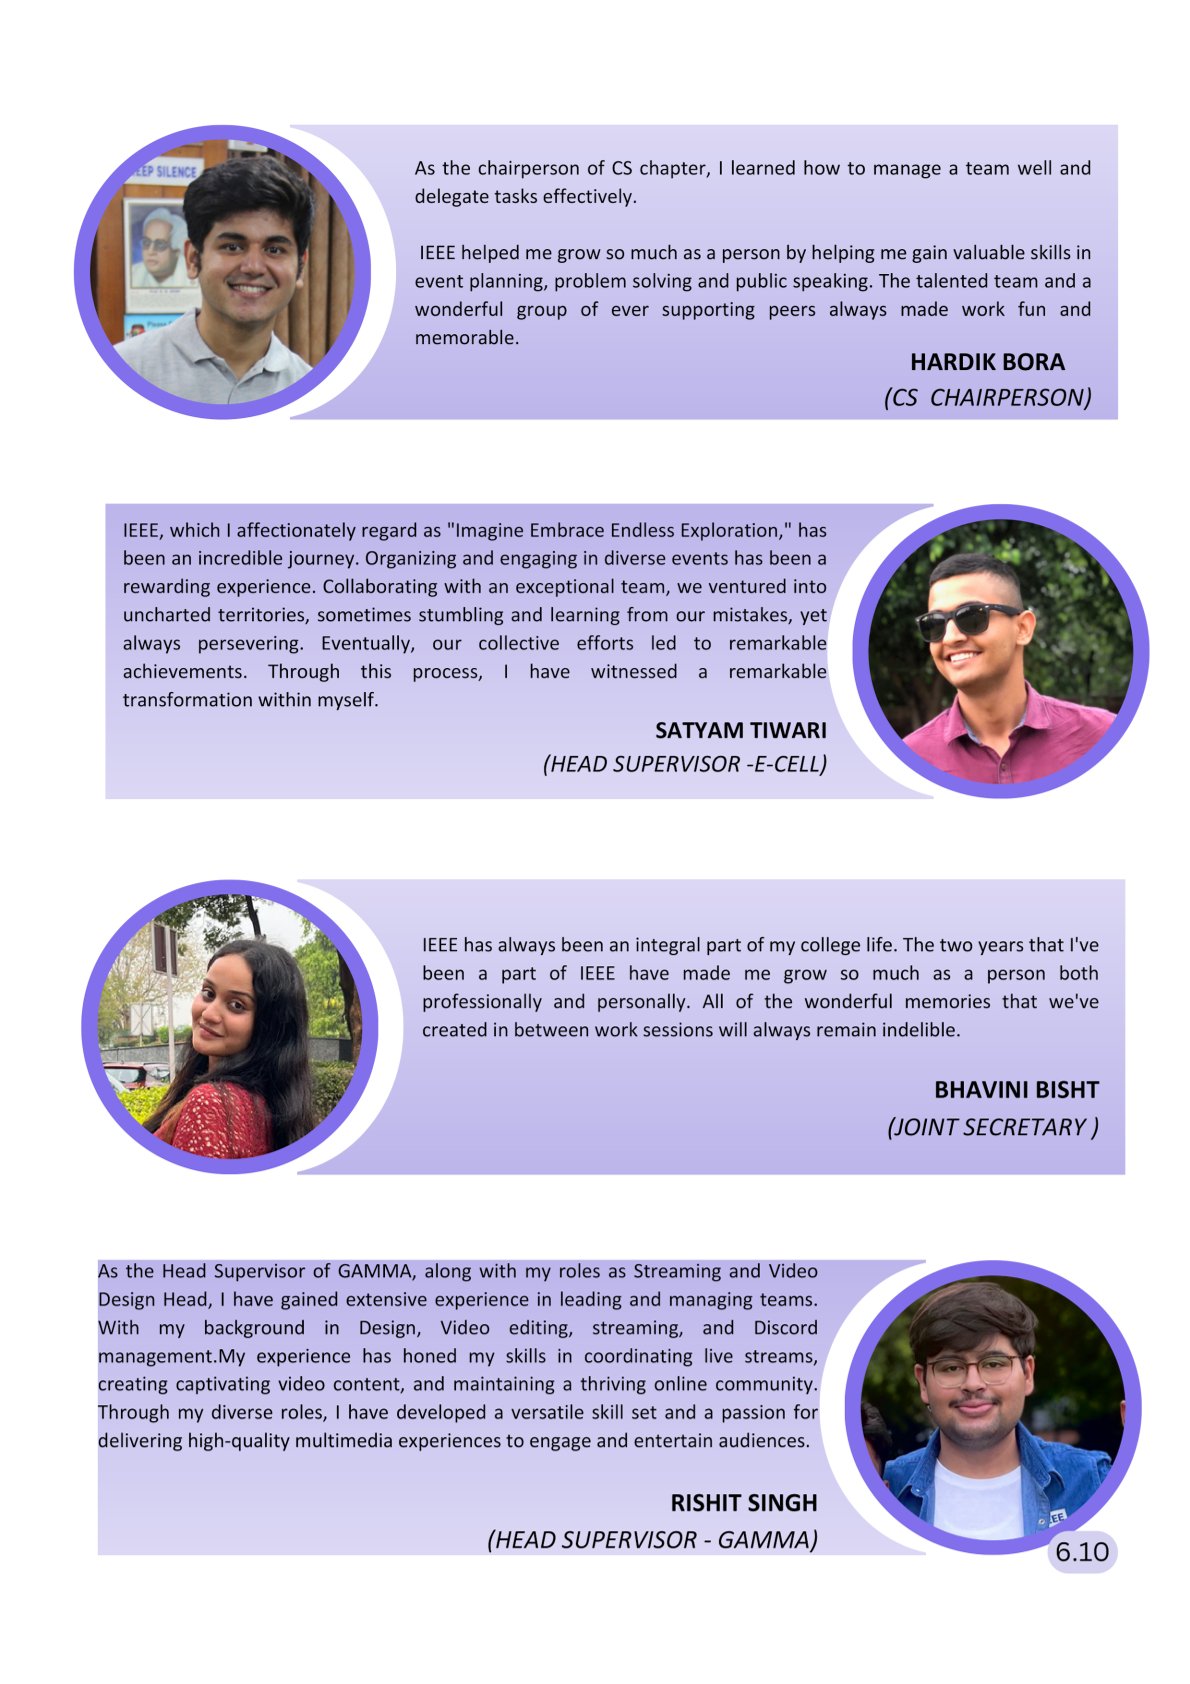 EEP SILENCE
As the chairperson of CS chapter, I learned how to manage a team well and
delegate tasks effectively.
IEEE helped me grow so much as a person by helping me gain valuable skills in
event planning, problem solving and public speaking. The talented team and a
wonderful group of ever supporting peers always made work fun and
memorable.
HARDIK BORA
(CS CHAIRPERSON)
IEEE, which I affectionately regard as "Imagine Embrace Endless Exploration," has
been an incredible journey. Organizing and engaging in diverse events has been a
rewarding experience. Collaborating with an exceptional team, we ventured into
uncharted territories, sometimes stumbling and learning from our mistakes, yet
always persevering. Eventually, our collective efforts led to remarkable
achievements. Through this process, I have witnessed a remarkable
transformation within myself.
SATYAM TIWARI
(HEAD SUPERVISOR -E-CELL)
IEEE has always been an integral part of my college life. The two years that I've
been a part of IEEE have made me grow so much as a person both
professionally and personally. All of the wonderful memories that we've
created in between work sessions will always remain indelible.
BHAVINI BISHT
(JOINT SECRETARY )
As the Head Supervisor of GAMMA, along with my roles as Streaming and Video
Design Head, I have gained extensive experience in leading and managing teams.
With my background in Design, Video editing, streaming, and Discord
management.My experience has honed my skills in coordinating live streams,
creating captivating video content, and maintaining a thriving online community.
Through my diverse roles, I have developed a versatile skill set and a passion for
delivering high-quality multimedia experiences to engage and entertain audiences.
RISHIT SINGH
(HEAD SUPERVISOR - GAMMA)
6.10